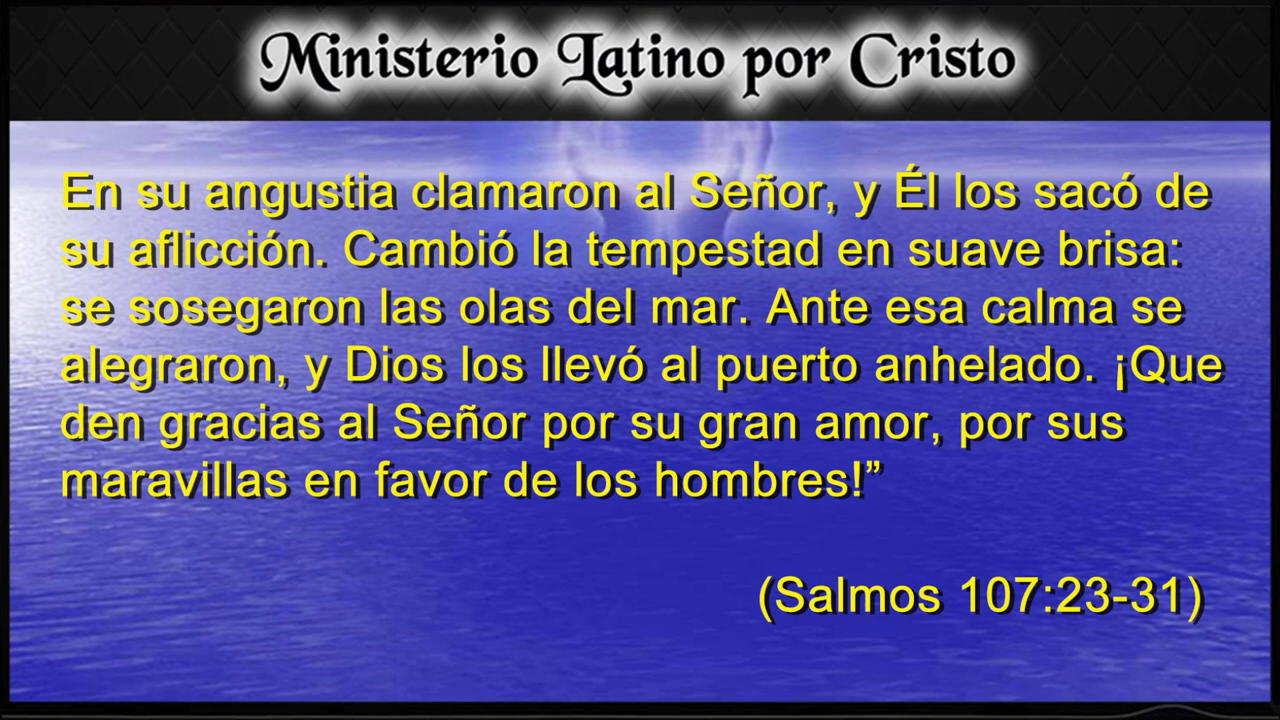 Ministerio Latino por Cristo
En su angustia clamaron al Señor, y Él los sacó de
su aflicción. Cambió la tempestad en suave brisa:
se sosegaron las olas del mar. Ante esa calma se
alegraron, y Dios los llevó al puerto anhelado. ¡Que
den gracias al Señor por su gran amor, por sus
maravillas en favor de los hombres!”
(Salmos 107:23-31)